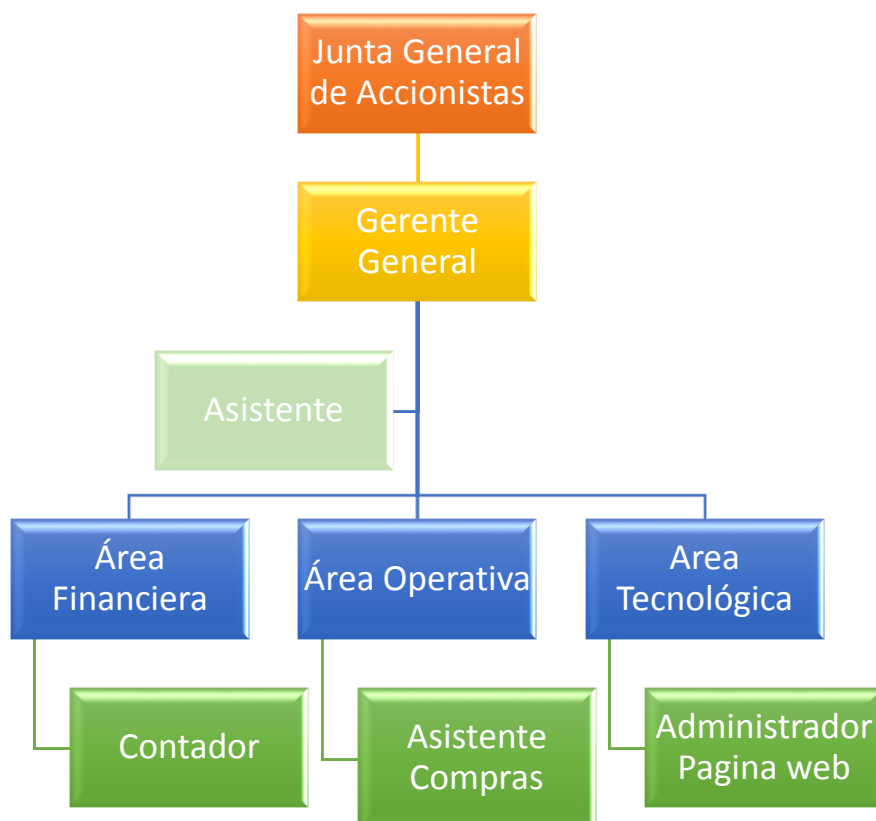 Junta General
de Accionistas
Gerente
General
Asistente
Área
Financiera
Área Operativa
Area
Tecnológica
Contador
Asistente
Compras
Administrador
Pagina web